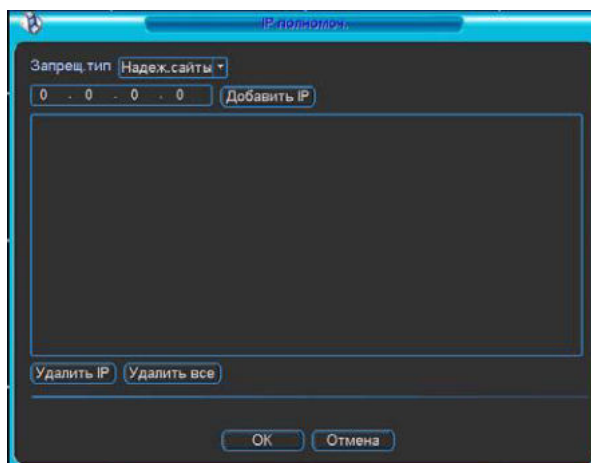 IP полномоч.
Запрещ.тип Надеж.сайты
0 . 0 . 0 . 0 Добавить IP
Удалить IP Удалить все
OK Отмена